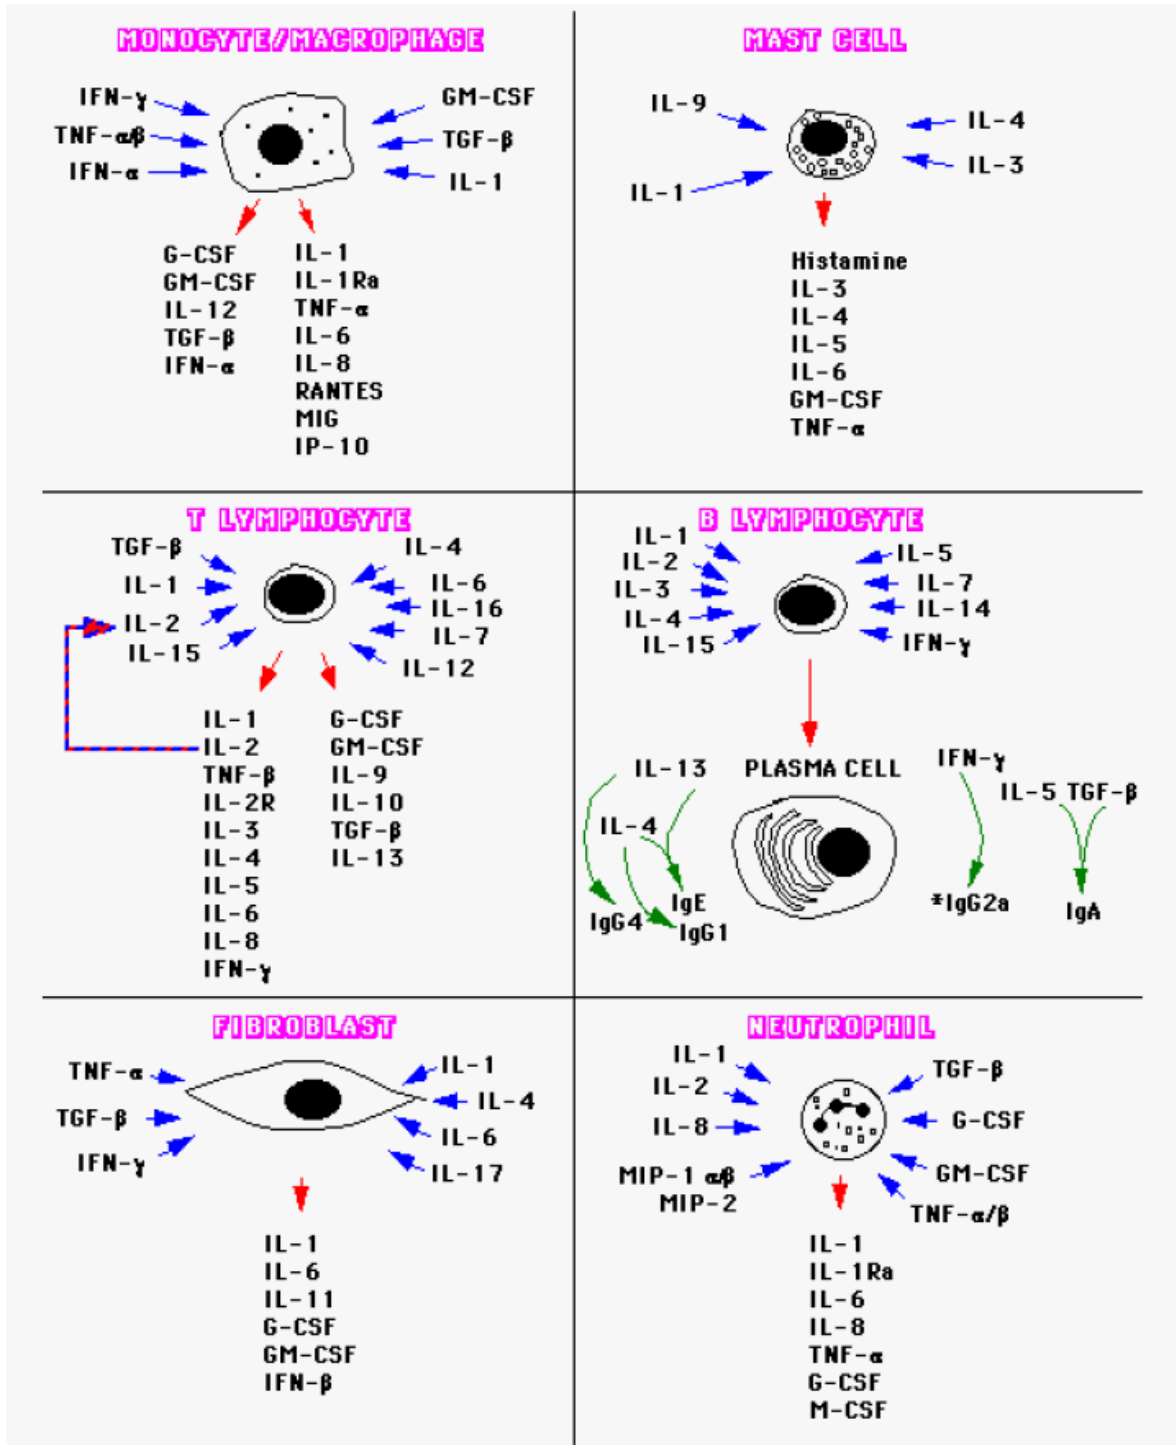 MONOCYTE/MACROPHAGE
IFN-γ
TNF-α/β
IFN-α
GM-CSF
TGF-β
IL-1
G-CSF
GM-CSF
IL-12
TGF-β
IFN-α
IL-1
IL-1Ra
TNF-α
IL-6
IL-8
RANTES
MIG
IP-10
MAST CELL
IL-9
IL-1
IL-4
IL-3
Histamine
IL-3
IL-4
IL-5
IL-6
GM-CSF
TNF-α
T LYMPHOCYTE
TGF-β
IL-1
IL-2
IL-15
IL-4
IL-6
IL-16
IL-7
IL-12
IL-1
IL-2
TNF-β
IL-2R
IL-3
IL-4
IL-5
IL-6
IL-8
IFN-γ
G-CSF
GM-CSF
IL-9
IL-10
TGF-β
IL-13
B LYMPHOCYTE
IL-1
IL-2
IL-3
IL-4
IL-15
IL-5
IL-7
IL-14
IFN-γ
IL-13
PLASMA CELL
IFN-γ
IL-5 TGF-β
IL-4
IgG4
IgE
IgG1
*IgG2a
IgA
FIBROBLAST
TNF-α
TGF-β
IFN-γ
IL-1
IL-4
IL-6
IL-17
IL-1
IL-6
IL-11
G-CSF
GM-CSF
IFN-β
NEUTROPHIL
IL-1
IL-2
IL-8
MIP-1 α/β
MIP-2
TGF-β
G-CSF
GM-CSF
TNF-α/β
IL-1
IL-1Ra
IL-6
IL-8
TNF-α
G-CSF
M-CSF